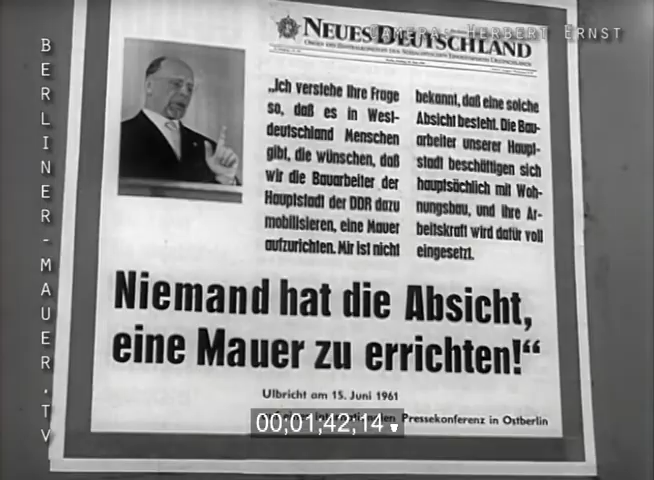 NEUES DEUTSCHLAND
CAMERA: HERBERT ERNST
„Ich verstehe Ihre Frage
so, daß es in West-
deutschland Menschen
gibt, die wünschen, daß
wir die Bauarbeiter der
Hauptstadt der DDR dazu
mobilisieren, eine Mauer
aufzurichten. Mir ist nicht
bekannt, daß eine solche
Absicht besteht. Die Bau-
arbeiter unserer Haupt-
stadt beschäftigen sich
hauptsächlich mit Woh-
nungsbau, und ihre Ar-
beitskraft wird dafür voll
eingesetzt.
Niemand hat die Absicht,
eine Mauer zu errichten!“
Ulbricht am 15. Juni 1961
internationalen Pressekonferenz in Ostberlin
00;01;42;14
BERLINER-MAUER.TV